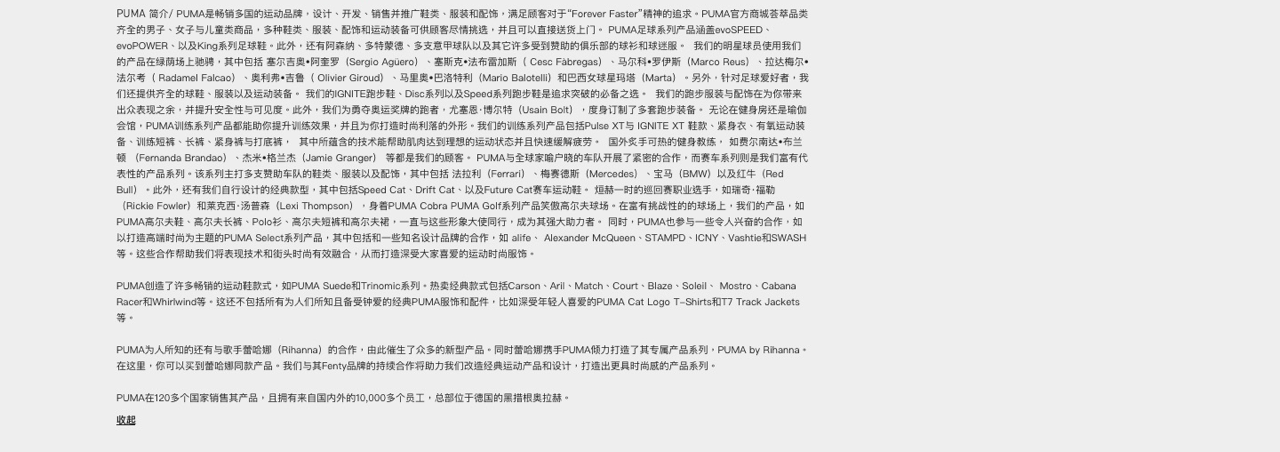 PUMA 简介/ PUMA是畅销多国的运动品牌，设计、开发、销售并推广鞋类、服装和配饰，满足顾客对于“Forever Faster”精神的追求。PUMA官方商城荟萃品类
齐全的男子、女子与儿童类商品，多种鞋类、服装、配饰和运动装备可供顾客尽情挑选，并且可以直接送货上门。 PUMA足球系列产品涵盖evoSPEED、
evoPOWER、以及King系列足球鞋。此外，还有阿森纳、多特蒙德、多支意甲球队以及其它许多受到赞助的俱乐部的球衫和球迷服。 我们的明星球员使用我们
的产品在绿荫场上驰骋，其中包括 塞尔吉奥•阿奎罗（Sergio Agüero）、塞斯克•法布雷加斯（ Cesc Fàbregas）、马尔科•罗伊斯（Marco Reus）、拉达梅尔•
法尔考（ Radamel Falcao）、奥利弗•吉鲁（ Olivier Giroud）、马里奥•巴洛特利（Mario Balotelli）和巴西女球星玛塔（Marta）。另外，针对足球爱好者，我
们还提供齐全的球鞋、服装以及运动装备。 我们的IGNITE跑步鞋、Disc系列以及Speed系列跑步鞋是追求突破的必备之选。 我们的跑步服装与配饰在为你带来
出众表现之余，并提升安全性与可见度。此外，我们为勇夺奥运奖牌的跑者，尤塞恩·博尔特（Usain Bolt），度身订制了多套跑步装备。 无论在健身房还是瑜伽
会馆，PUMA训练系列产品都能助你提升训练效果，并且为你打造时尚利落的外形。我们的训练系列产品包括Pulse XT与 IGNITE XT 鞋款、紧身衣、有氧运动装
备、训练短裤、长裤、紧身裤与打底裤， 其中所蕴含的技术能帮助肌肉达到理想的运动状态并且快速缓解疲劳。 国外炙手可热的健身教练， 如费尔南达•布兰
顿 （Fernanda Brandao）、杰米•格兰杰（Jamie Granger） 等都是我们的顾客。 PUMA与全球家喻户晓的车队开展了紧密的合作，而赛车系列则是我们富有代
表性的产品系列。该系列主打多支赞助车队的鞋类、服装以及配饰，其中包括 法拉利（Ferrari）、梅赛德斯（Mercedes）、宝马（BMW）以及红牛（Red
Bull）。此外，还有我们自行设计的经典款型，其中包括Speed Cat、Drift Cat、以及Future Cat赛车运动鞋。 烜赫一时的巡回赛职业选手，如瑞奇·福勒
（Rickie Fowler）和莱克西·汤普森（Lexi Thompson），身着PUMA Cobra PUMA Golf系列产品笑傲高尔夫球场。在富有挑战性的的球场上，我们的产品，如
PUMA高尔夫鞋、高尔夫长裤、Polo衫、高尔夫短裤和高尔夫裙，一直与这些形象大使同行，成为其强大助力者。 同时，PUMA也参与一些令人兴奋的合作，如
以打造高端时尚为主题的PUMA Select系列产品，其中包括和一些知名设计品牌的合作，如 alife、 Alexander McQueen、STAMPD、ICNY、Vashtie和SWASH
等。这些合作帮助我们将表现技术和街头时尚有效融合，从而打造深受大家喜爱的运动时尚服饰。
PUMA创造了许多畅销的运动鞋款式，如PUMA Suede和Trinomic系列。热卖经典款式包括Carson、Aril、Match、Court、Blaze、Soleil、 Mostro、Cabana
Racer和Whirlwind等。这还不包括所有为人们所知且备受钟爱的经典PUMA服饰和配件，比如深受年轻人喜爱的PUMA Cat Logo T-Shirts和T7 Track Jackets
等。
PUMA为人所知的还有与歌手蕾哈娜（Rihanna）的合作，由此催生了众多的新型产品。同时蕾哈娜携手PUMA倾力打造了其专属产品系列，PUMA by Rihanna。
在这里，你可以买到蕾哈娜同款产品。我们与其Fenty品牌的持续合作将助力我们改造经典运动产品和设计，打造出更具时尚感的产品系列。
PUMA在120多个国家销售其产品，且拥有来自国内外的10,000多个员工，总部位于德国的黑措根奥拉赫。
收起